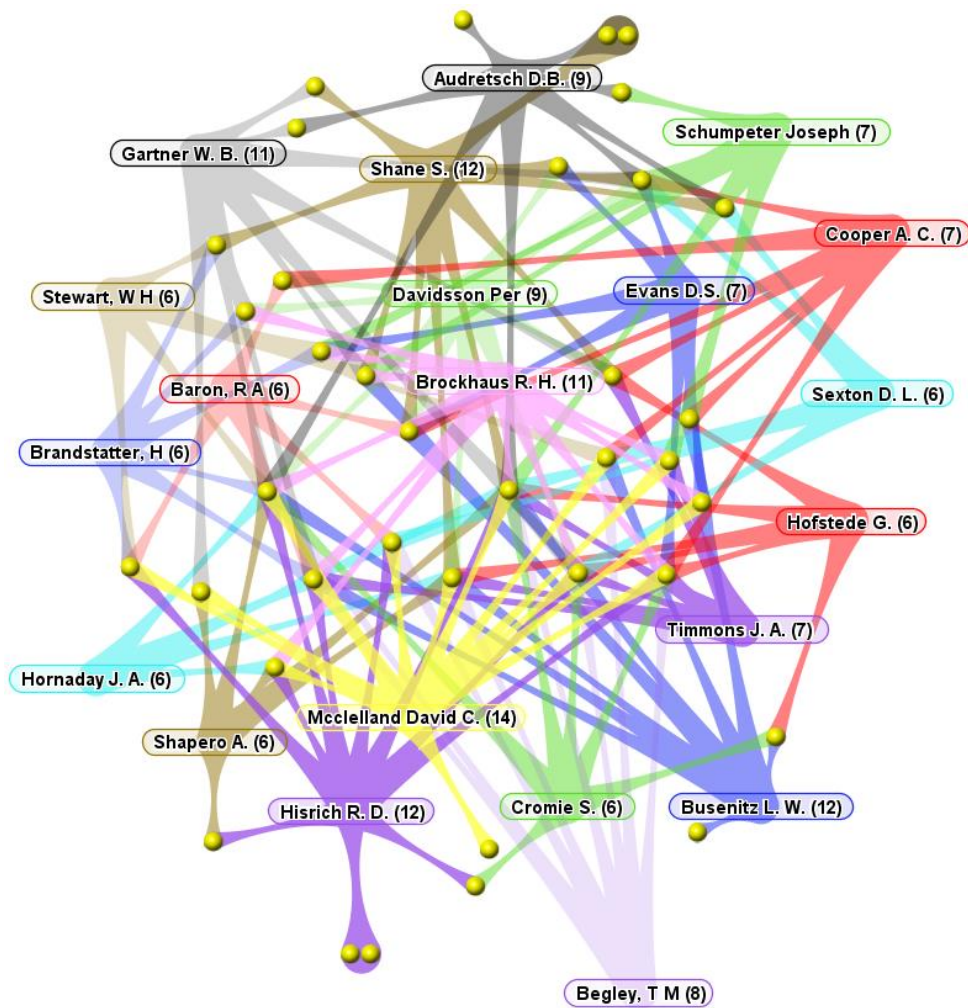 Audretsch D.B. (9)
Schumpeter Joseph (7)
Gartner W. B. (11)
Shane S. (12)
Cooper A. C. (7)
Stewart, W H (6)
Davidsson Per (9)
Evans D.S. (7)
Baron, R A (6)
Brockhaus R. H. (11)
Sexton D. L. (6)
Brandstatter, H (6)
Hofstede G. (6)
Timmons J. A. (7)
Hornaday J. A. (6)
Mcclelland David C. (14)
Shapero A. (6)
Hisrich R. D. (12)
Cromie S. (6)
Busenitz L. W. (12)
Begley, T M (8)